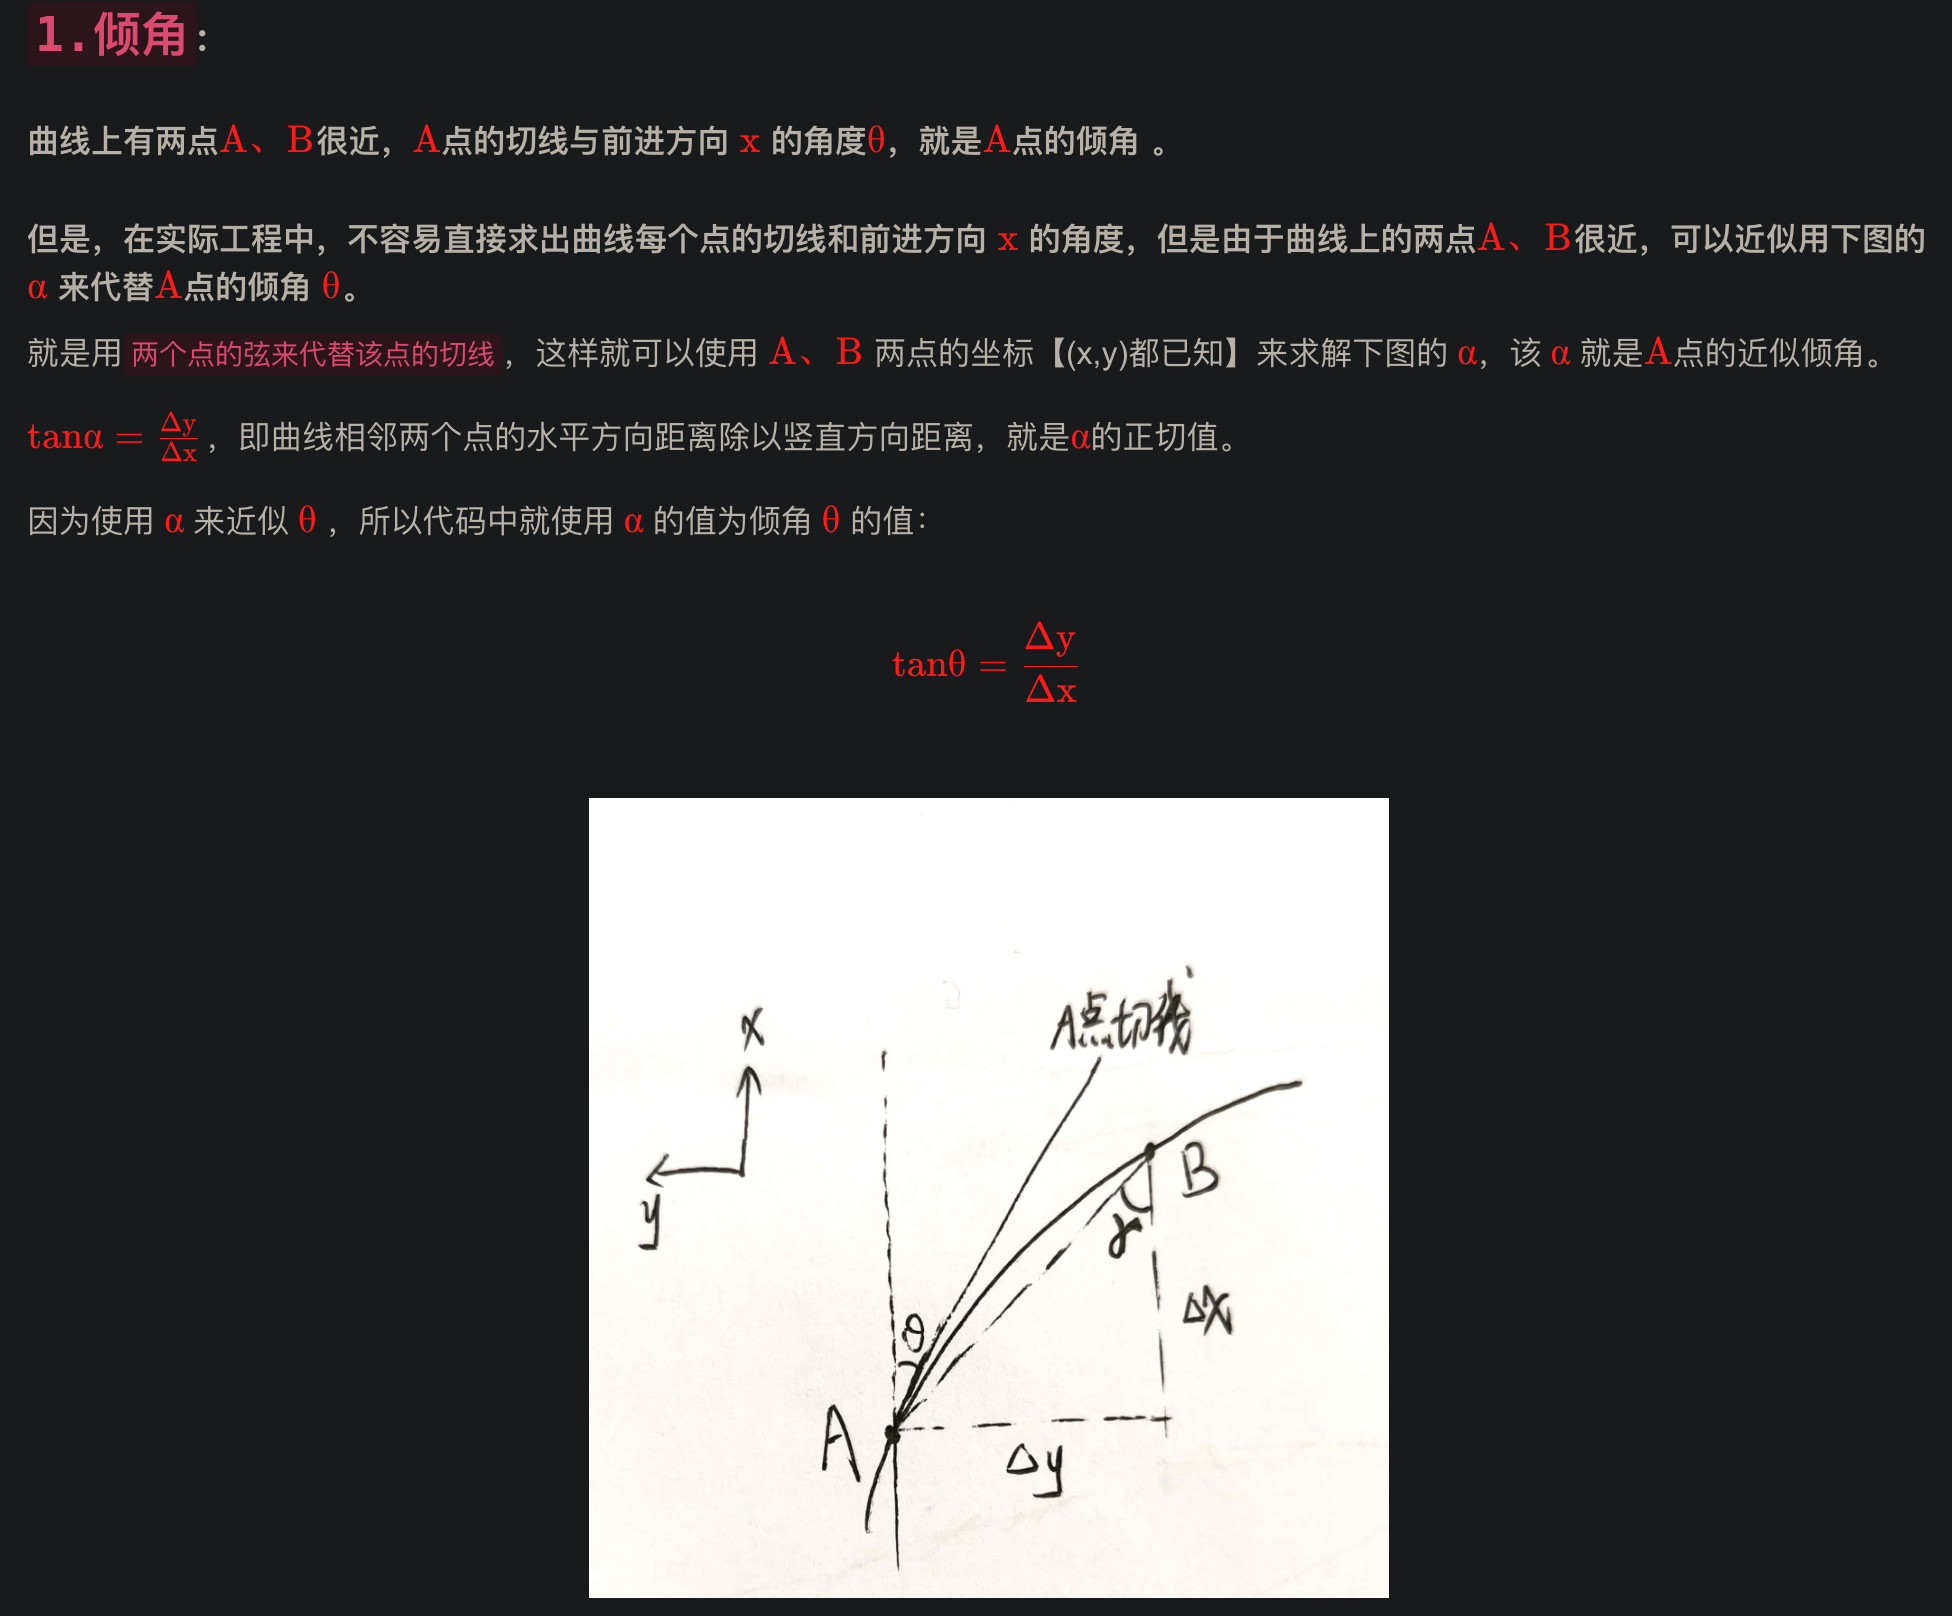 1.倾角:
曲线上有两点A、B很近，A点的切线与前进方向 x 的角度θ，就是A点的倾角 。
但是，在实际工程中，不容易直接求出曲线每个点的切线和前进方向 x 的角度，但是由于曲线上的两点A、B很近，可以近似用下图的
α 来代替A点的倾角 θ。
就是用 两个点的弦来代替该点的切线 ，这样就可以使用 A、B 两点的坐标【(x,y)都已知】来求解下图的 α，该 α 就是A点的近似倾角。
tanα = Δy/Δx ，即曲线相邻两个点的水平方向距离除以竖直方向距离，就是α的正切值。
因为使用 α 来近似 θ ，所以代码中就使用 α 的值为倾角 θ 的值：
tanθ = Δy/Δx
A点切线
x
y
B
α
Δx
θ
A
Δy